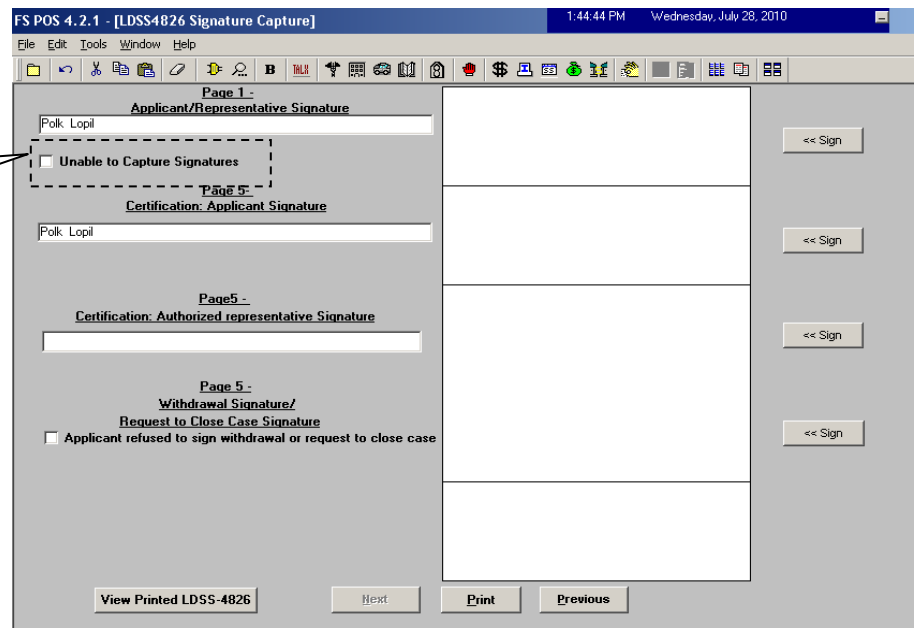 FS POS 4.2.1 - [LDSS4826 Signature Capture]
1:44:44 PM Wednesday, July 28, 2010
File Edit Tools Window Help
B TALX
Page 1 -
Applicant/Representative Signature
Polk Lopil
<< Sign
Unable to Capture Signatures
Page 5-
Certification: Applicant Signature
Polk Lopil
<< Sign
Page5 -
Certification: Authorized representative Signature
<< Sign
Page 5 -
Withdrawal Signature/
Request to Close Case Signature
Applicant refused to sign withdrawal or request to close case
<< Sign
View Printed LDSS-4826 Next Print Previous